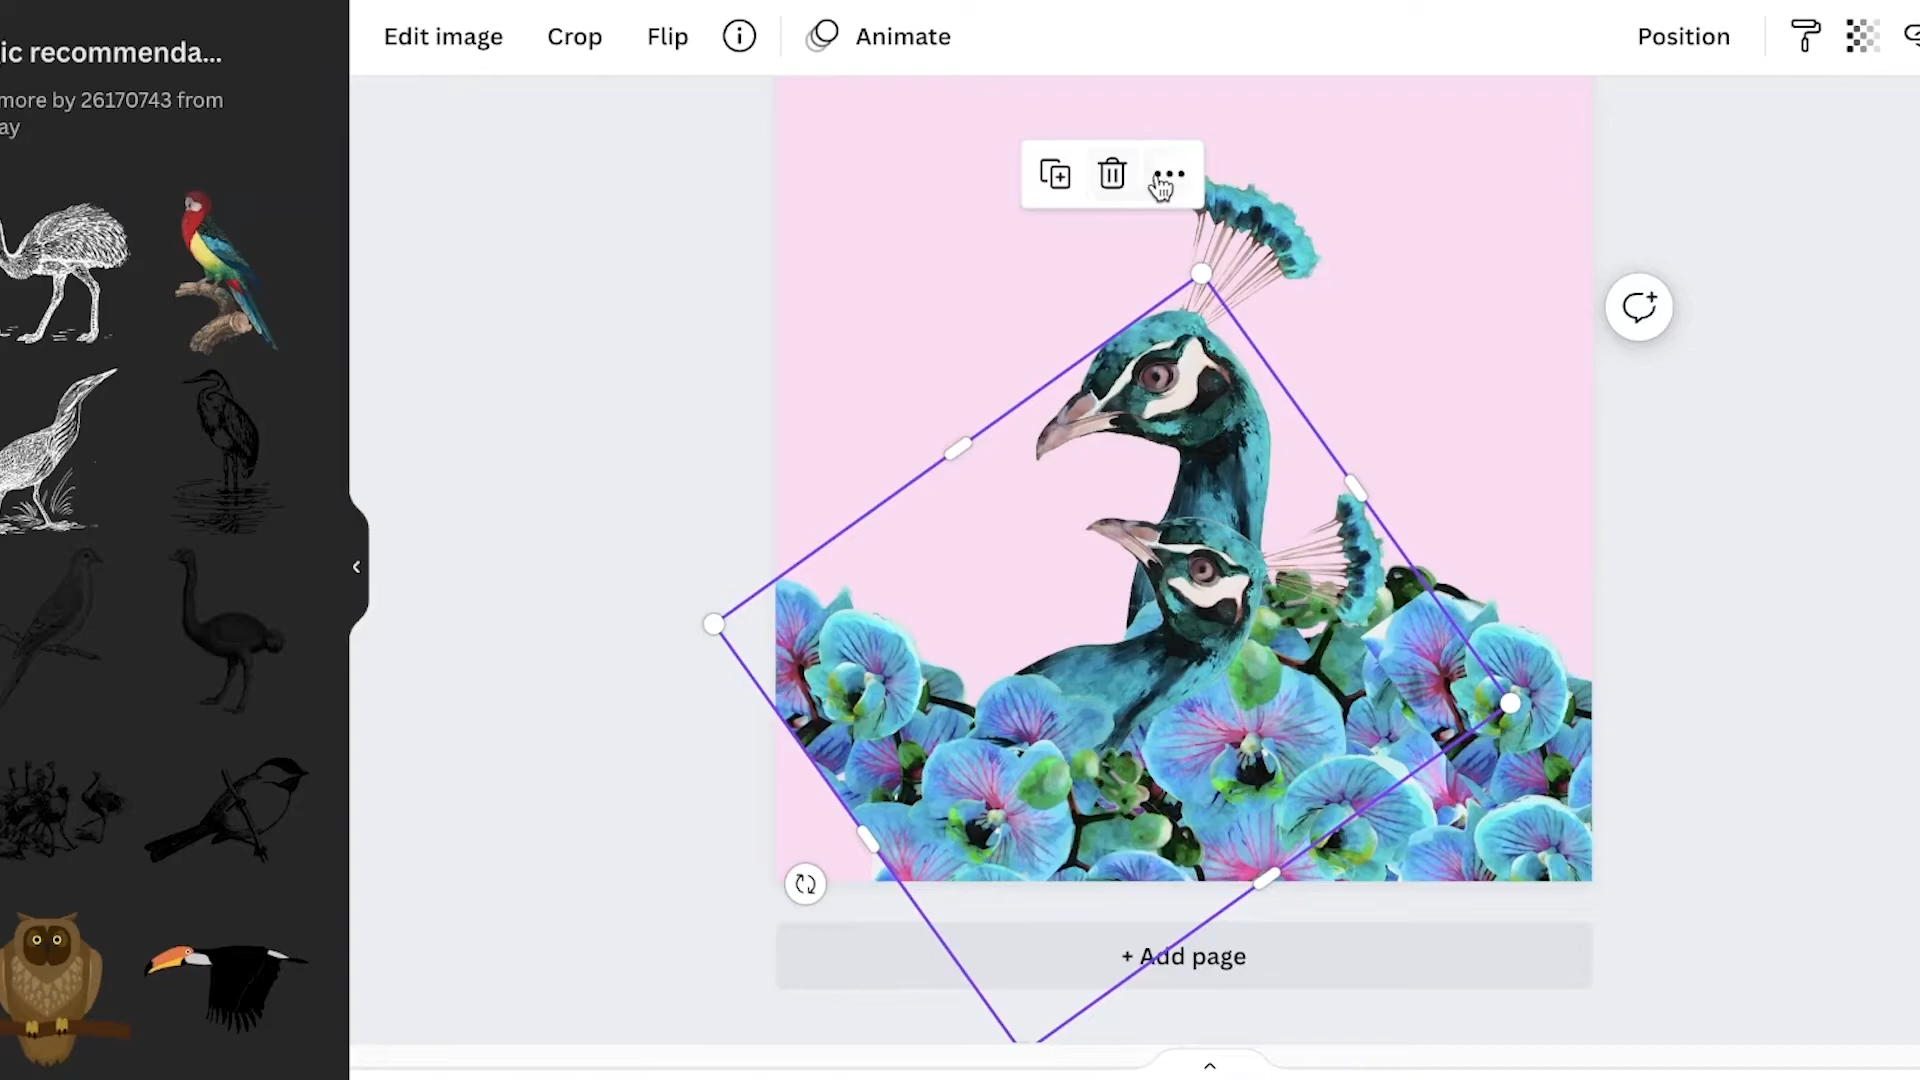 ic recommenda...
more by 26170743 from
ay
Edit image
Crop
Flip
Animate
Position
+ Add page